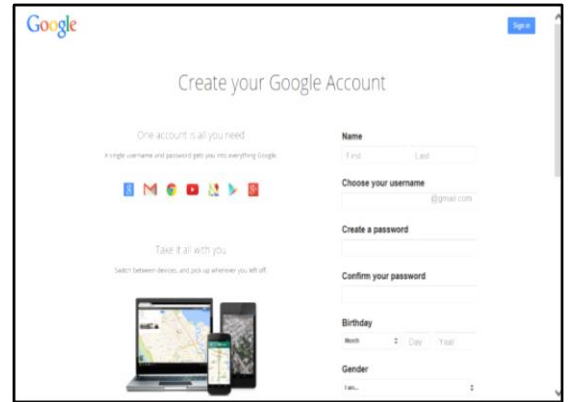 Google
Sign in
Create your Google Account
One account is all you need
A single username and password gets you into everything Google.
Take it all with you
Switch between devices, and pick up wherever you left off.
Name
First Last
Choose your username
@gmail.com
Create a password
Confirm your password
Birthday
Month Day Year
Gender
I am...